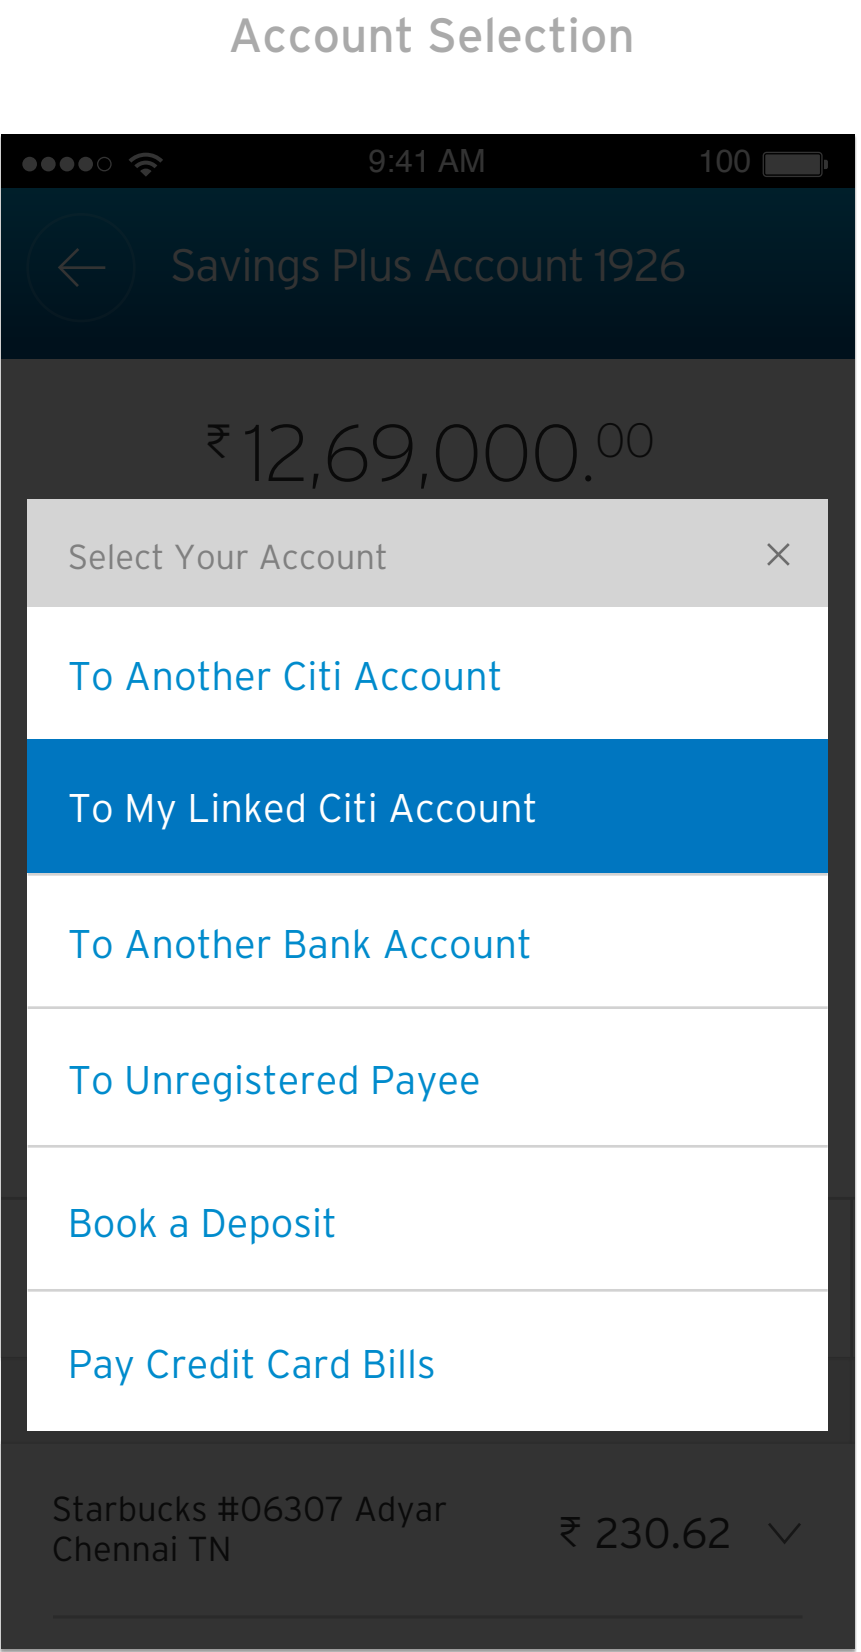 Account Selection
9:41 AM 100
Savings Plus Account 1926
₹12,69,000.00
Select Your Account
To Another Citi Account
To My Linked Citi Account
To Another Bank Account
To Unregistered Payee
Book a Deposit
Pay Credit Card Bills
Starbucks #06307 Adyar
Chennai TN
₹ 230.62